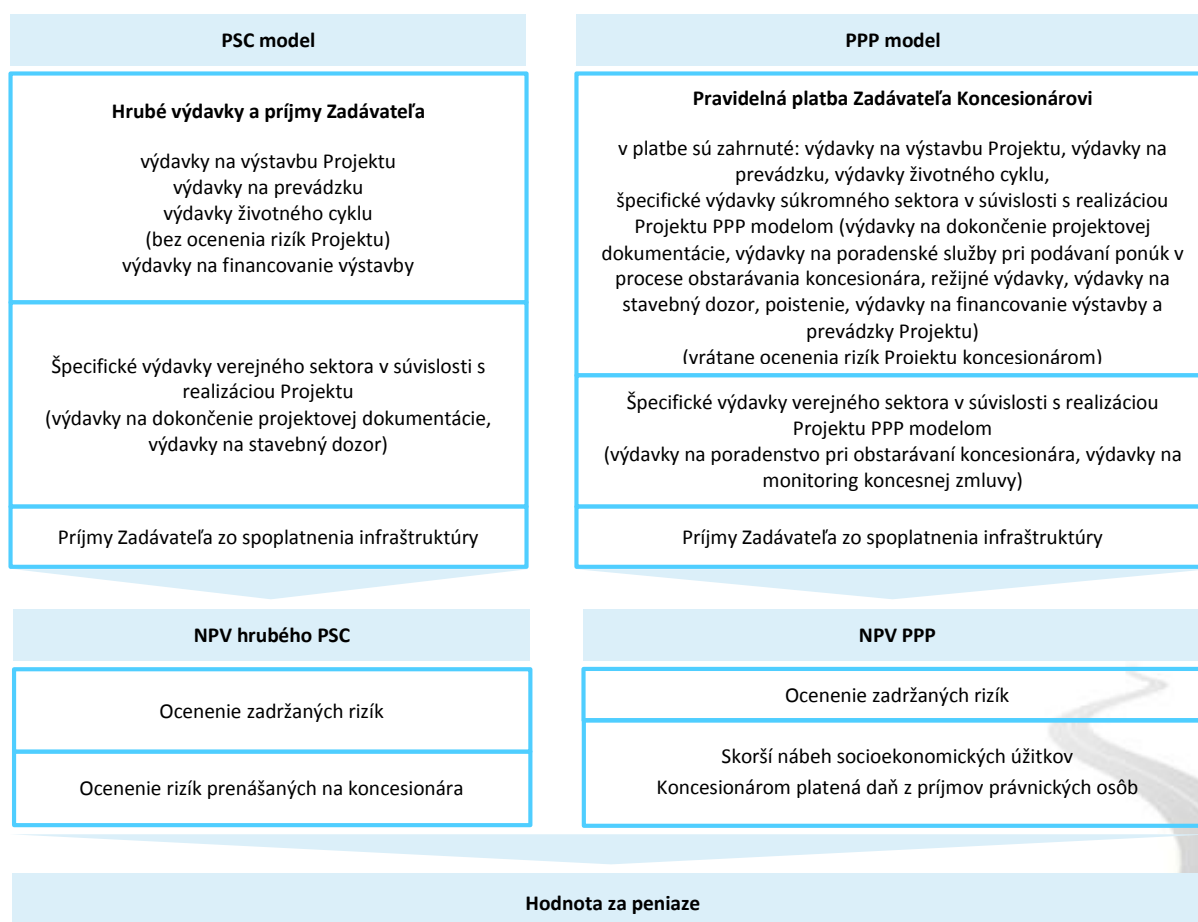 PSC model
Hrubé výdavky a príjmy Zadávateľa
výdavky na výstavbu Projektu
výdavky na prevádzku
výdavky životného cyklu
(bez ocenenia rizík Projektu)
výdavky na financovanie výstavby
Špecifické výdavky verejného sektora v súvislosti s
realizáciou Projektu
(výdavky na dokončenie projektovej dokumentácie,
výdavky na stavebný dozor)
Príjmy Zadávateľa zo spoplatnenia infraštruktúry
PPP model
Pravidelná platba Zadávateľa Koncesionárovi
v platbe sú zahrnuté: výdavky na výstavbu Projektu, výdavky na
prevádzku, výdavky životného cyklu,
špecifické výdavky súkromného sektora v súvislosti s realizáciou
Projektu PPP modelom (výdavky na dokončenie projektovej
dokumentácie, výdavky na poradenské služby pri podávaní ponúk v
procese obstarávania koncesionára, režijné výdavky, výdavky na
stavebný dozor, poistenie, výdavky na financovanie výstavby a
prevádzky Projektu)
(vrátane ocenenia rizík Projektu koncesionárom)
Špecifické výdavky verejného sektora v súvislosti s realizáciou
Projektu PPP modelom
(výdavky na poradenstvo pri obstarávaní koncesionára, výdavky na
monitoring koncesnej zmluvy)
Príjmy Zadávateľa zo spoplatnenia infraštruktúry
NPV hrubého PSC
Ocenenie zadržaných rizík
Ocenenie rizík prenášaných na koncesionára
NPV PPP
Ocenenie zadržaných rizík
Skorší nábeh socioekonomických úžitkov
Koncesionárom platená daň z príjmov právnických osôb
Hodnota za peniaze